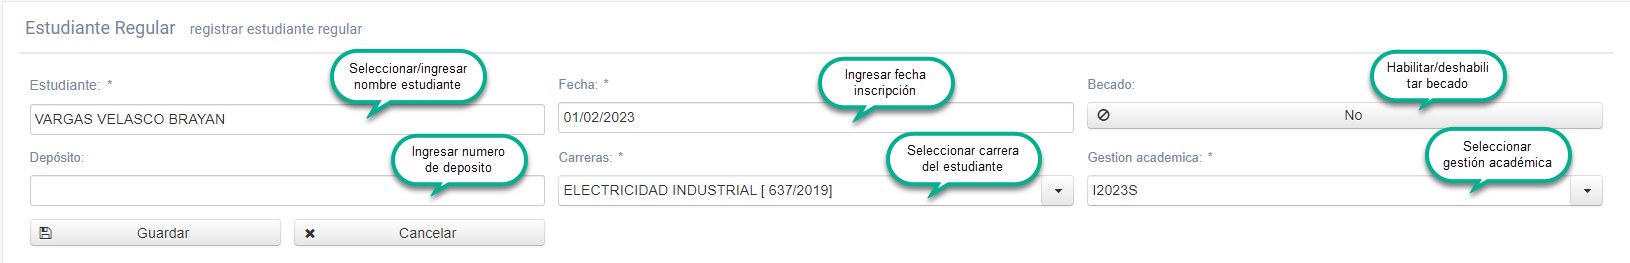 Estudiante Regular registrar estudiante regular
Seleccionar/ingresar
nombre estudiante
Estudiante: *
VARGAS VELASCO BRAYAN
Ingresar fecha
inscripción
Fecha: *
01/02/2023
Habilitar/deshabili
tar becado
Becado:
No
Ingresar numero
de deposito
Depósito:
Seleccionar carrera
del estudiante
Carreras: *
ELECTRICIDAD INDUSTRIAL [ 637/2019]
Seleccionar
gestión académica
Gestion academica: *
I2023S
Guardar
Cancelar